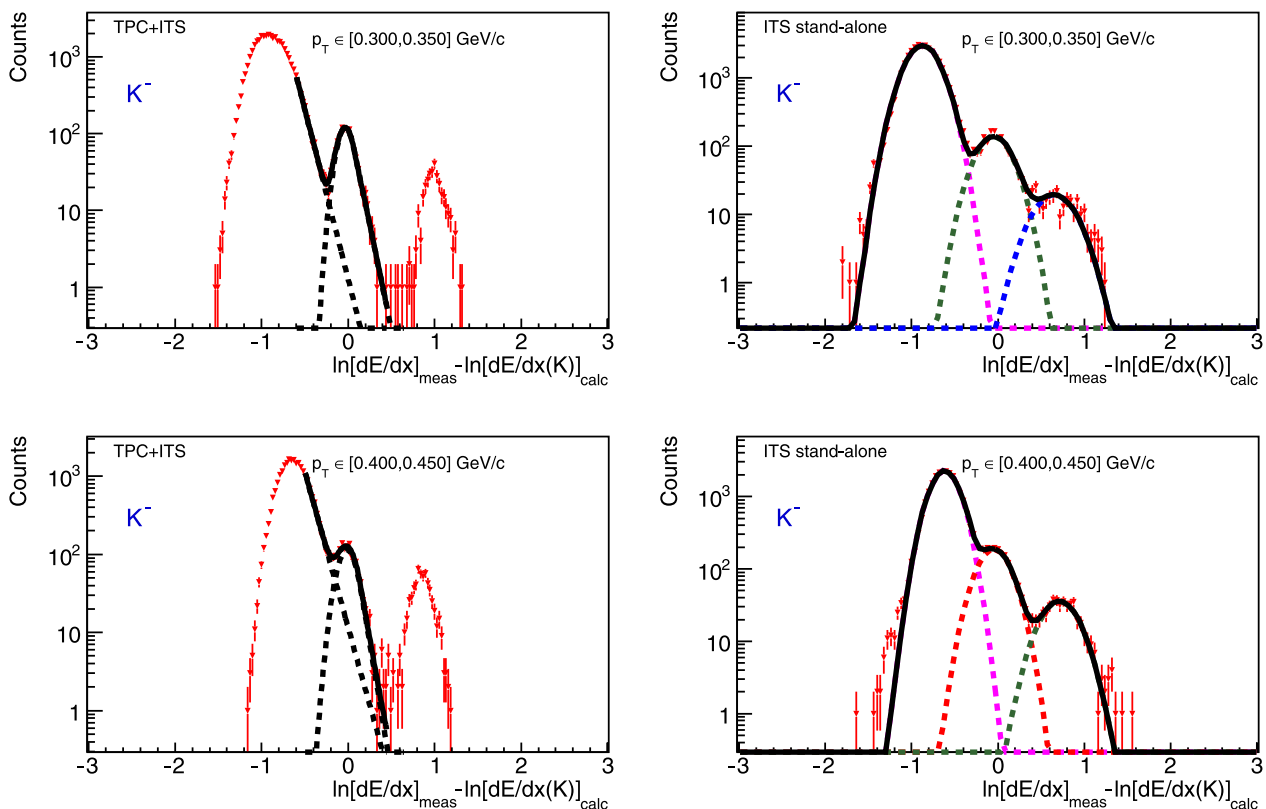 TPC+ITS
p_T ∈ [0.300,0.350] GeV/c
K⁻
Counts
10³
10²
10
1
-3 -2 -1 0 1 2 3
ln[dE/dx]_meas-ln[dE/dx(K)]_calc
ITS stand-alone
p_T ∈ [0.300,0.350] GeV/c
K⁻
Counts
10³
10²
10
1
-3 -2 -1 0 1 2 3
ln[dE/dx]_meas-ln[dE/dx(K)]_calc
TPC+ITS
p_T ∈ [0.400,0.450] GeV/c
K⁻
Counts
10³
10²
10
1
-3 -2 -1 0 1 2 3
ln[dE/dx]_meas-ln[dE/dx(K)]_calc
ITS stand-alone
p_T ∈ [0.400,0.450] GeV/c
K⁻
Counts
10³
10²
10
1
-3 -2 -1 0 1 2 3
ln[dE/dx]_meas-ln[dE/dx(K)]_calc